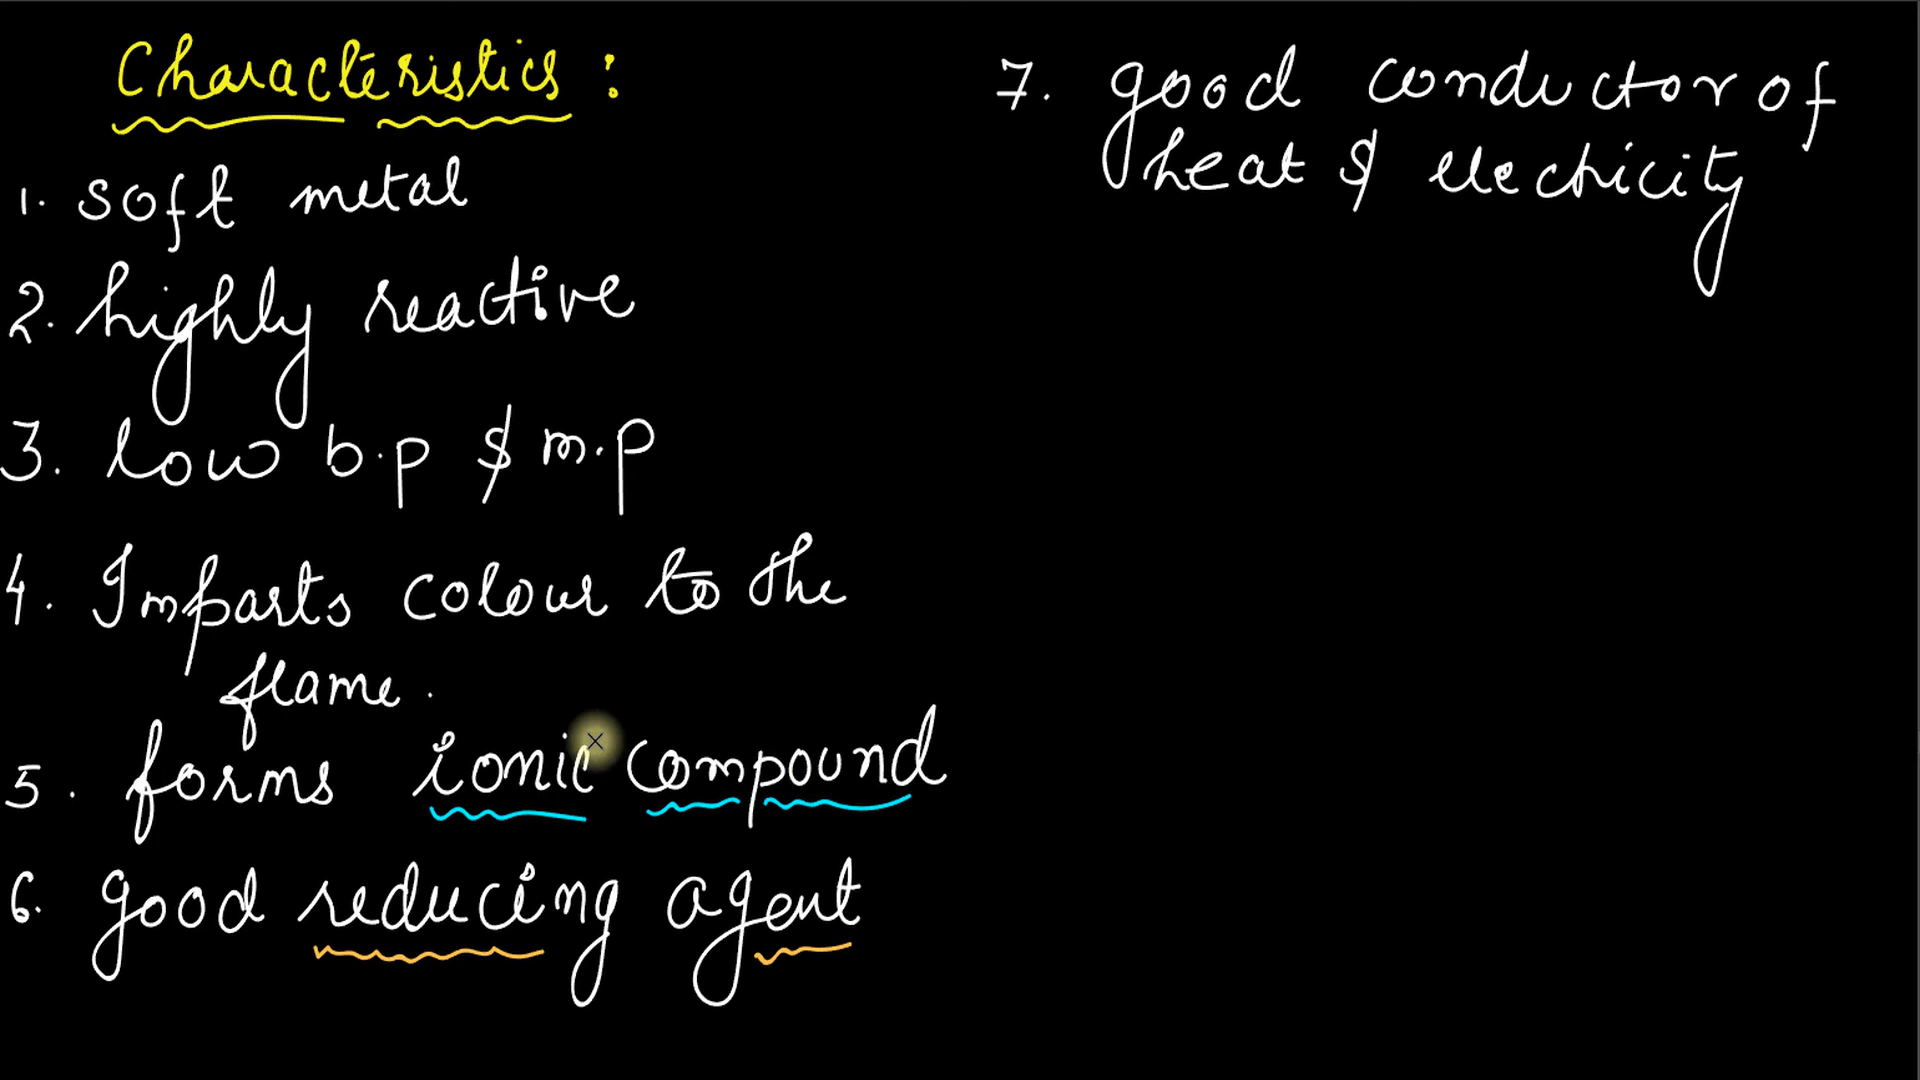 Characteristics :
1. soft metal
2. highly reactive
3. low b.p & m.p
4. Imparts colour to the
flame.
5. forms ionic compound
6. good reducing agent
7. good conductor of
heat & electricity